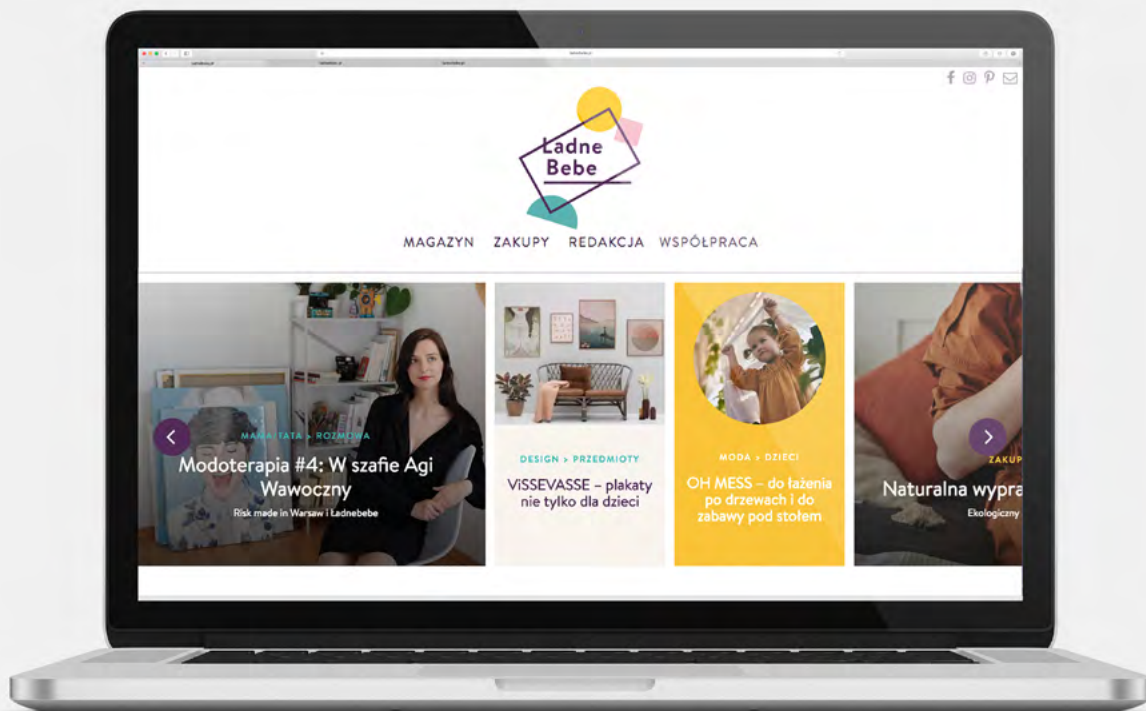 Ładne
Bebe
MAGAZYN ZAKUPY REDAKCJA WSPÓŁPRACA
MAMA/TATA > ROZMOWA
Modoterapia #4: W szafie Agi
Wawoczny
Risk made in Warsaw i Ładnebebe
DESIGN > PRZEDMIOTY
ViSSEVASSE – plakaty
nie tylko dla dzieci
MODA > DZIECI
OH MESS – do łażenia
po drzewach i do
zabawy pod stołem
ZAKUP
Naturalna wypra
Ekologiczny